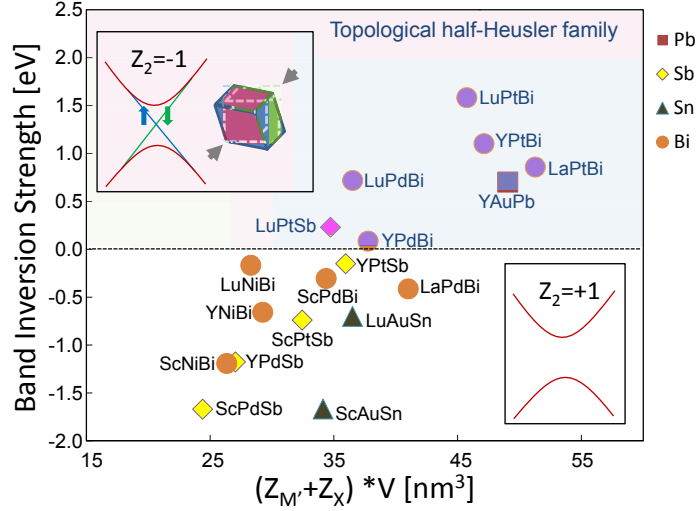 Topological half-Heusler family
Z2=-1
Band Inversion Strength [eV]
2.5
2.0
1.5
1.0
0.5
0.0
-0.5
-1.0
-1.5
-2.0
15
25
35
45
55
(ZM'+ZX) *V [nm3]
LuPtBi
YPtBi
LaPtBi
LuPdBi
YAuPb
LuPtSb
YPdBi
YPtSb
LuNiBi
ScPdBi
LaPdBi
YNiBi
LuAuSn
ScPtSb
ScNiBi
YPdSb
ScPdSb
ScAuSn
Z2=+1
Pb
Sb
Sn
Bi